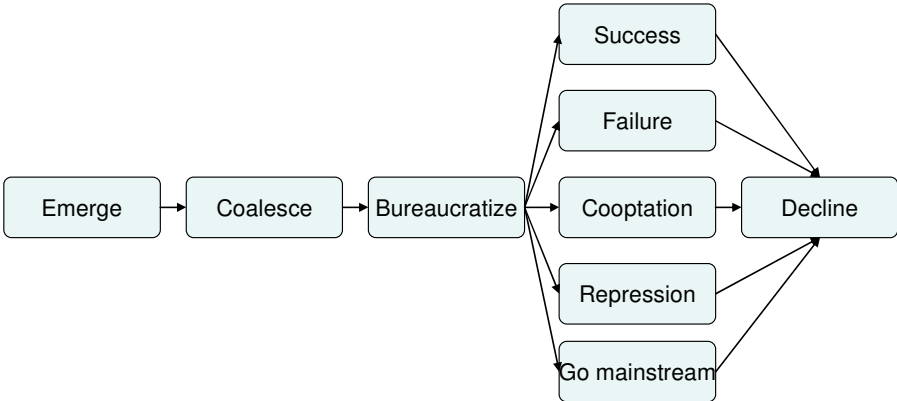 Emerge
Coalesce
Bureaucratize
Success
Failure
Cooptation
Repression
Go mainstream
Decline